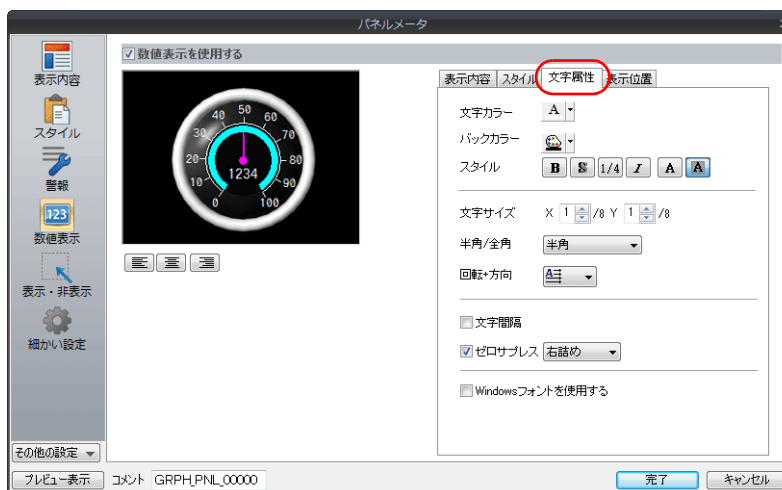 パネルメータ
表示内容
スタイル
警報
123
数値表示
表示・非表示
細かい設定
その他の設定
数値表示を使用する
0 10 20 30 40 50 60 70 80 90 100
1234
表示内容 スタイル 文字属性 表示位置
文字カラー A
バックカラー
スタイル B S 1/4 I A A
文字サイズ X 1 /8 Y 1 /8
半角/全角 半角
回転+方向 A
文字間隔
ゼロサプレス 右詰め
Windowsフォントを使用する
プレビュー表示 コメント GRPH_PNL_00000 完了 キャンセル